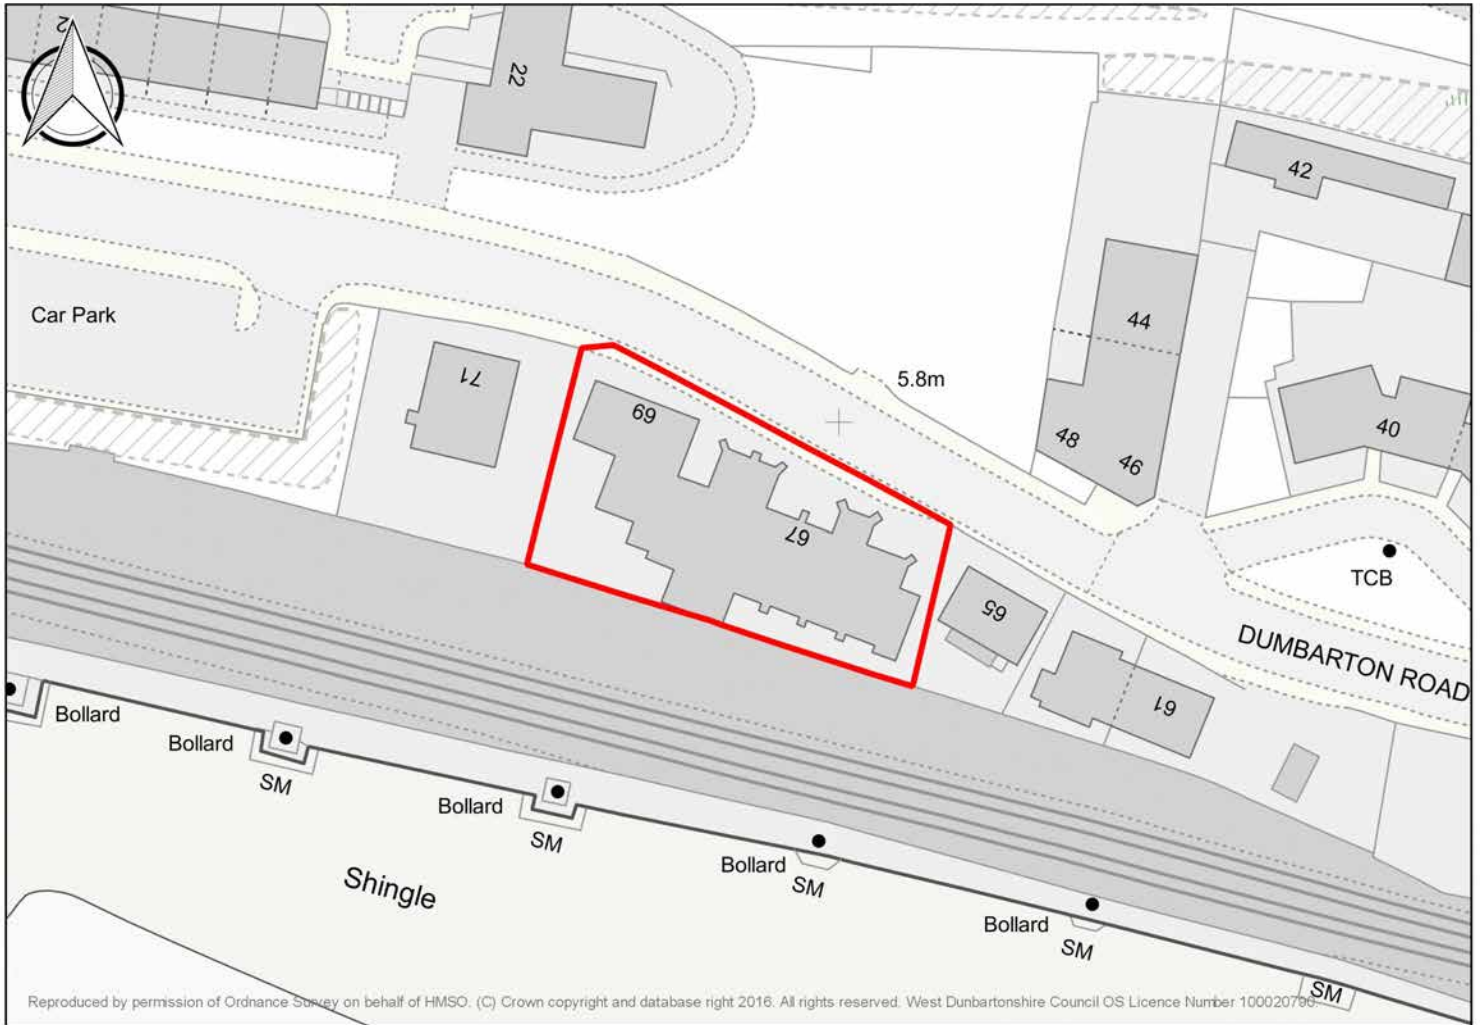 2
22
42
Car Park
44
5.8m
71
69
48
46
40
67
TCB
65
DUMBARTON ROAD
61
Bollard
Bollard
SM
Bollard
SM
Bollard
SM
Shingle
Bollard
SM
SM
Reproduced by permission of Ordnance Survey on behalf of HMSO. (C) Crown copyright and database right 2016. All rights reserved. West Dunbartonshire Council OS Licence Number 100020790.